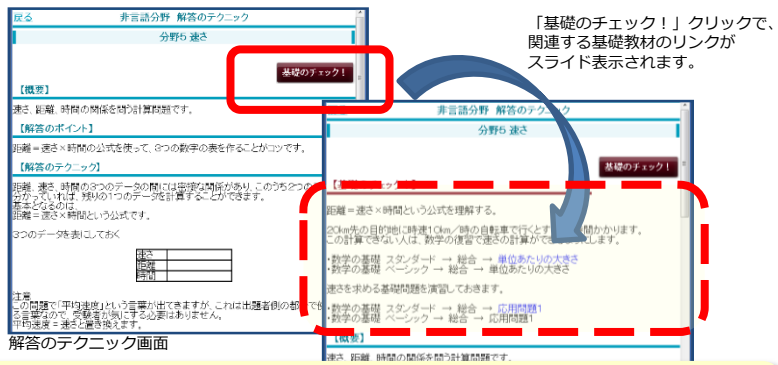 「基礎のチェック！」クリックで、
関連する基礎教材のリンクが
スライド表示されます。
戻る
非言語分野 解答のテクニック
分野5 速さ
基礎のチェック！
【概要】
速さ、距離、時間の関係を問う計算問題です。
【解答のポイント】
距離＝速さ×時間の公式を使って、3つの数字の表を作ることがコツです。
【解答のテクニック】
距離、速さ、時間の3つのデータの間には密接な関係があり、このうち2つの
分かっていれば、残りの1つのデータを計算することができます。
基本となるのは、
距離＝速さ×時間という公式です。
3つのデータを表にしておく
速さ
距離
時間
注意
この問題で「平均速度」という言葉が出てきますが、これは出題者側の都
る言葉なので、受験者が気にする必要はありません。
平均速度＝速さと置き換えます。
解答のテクニック画面
非言語分野 解答のテクニック
分野5 速さ
基礎のチェック！
距離＝速さ×時間という公式を理解する。
20km先の目的地に時速10km／時の自転車で行くと 間かかります。
この計算できない人は、数学の復習で速さの計算ができ します。
・数学の基礎 スタンダード → 総合 → 単位あたりの大きさ
・数学の基礎 ベーシック → 総合 → 単位あたりの大きさ
速さを求める基礎問題を演習しておきます。
・数学の基礎 スタンダード → 総合 → 応用問題1
・数学の基礎 ベーシック → 総合 → 応用問題1
【概要】
速さ、距離、時間の関係を問う計算問題です。